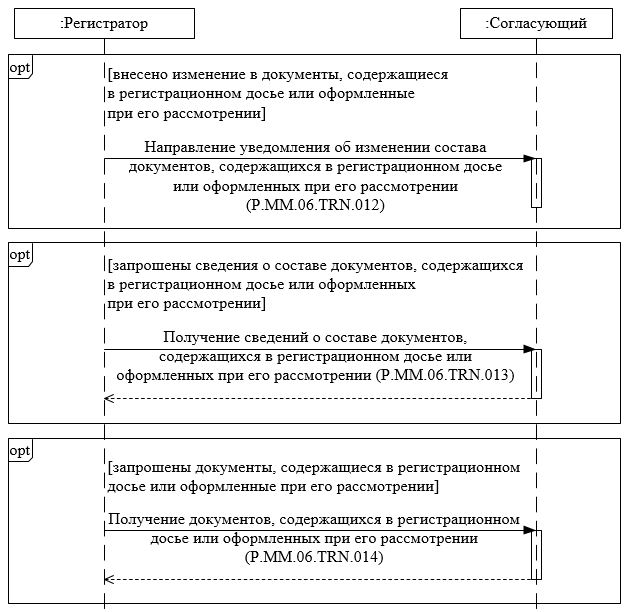 :Регистратор
:Согласующий
opt
[внесено изменение в документы, содержащиеся
в регистрационном досье или оформленные
при его рассмотрении]
Направление уведомления об изменении состава
документов, содержащихся в регистрационном досье
или оформленных при его рассмотрении
(P.MM.06.TRN.012)
opt
[запрошены сведения о составе документов, содержащихся
в регистрационном досье или оформленных
при его рассмотрении]
Получение сведений о составе документов,
содержащихся в регистрационном досье или
оформленных при его рассмотрении (P.MM.06.TRN.013)
opt
[запрошены документы, содержащиеся в регистрационном
досье или оформленные при его рассмотрении]
Получение документов, содержащихся в регистрационном
досье или оформленных при его рассмотрении
(P.MM.06.TRN.014)